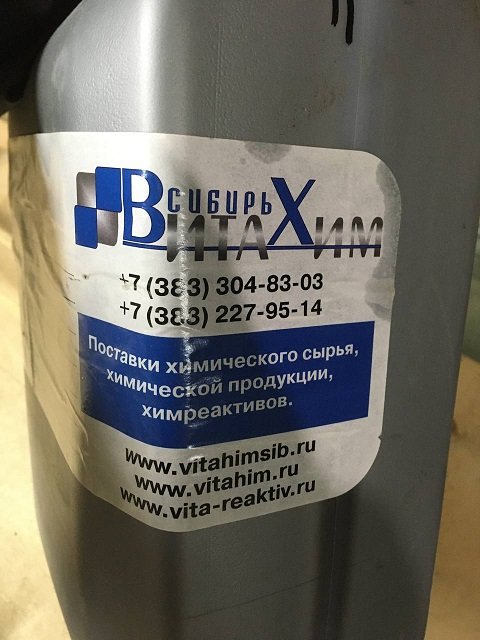 СИБИРЬ
ВИТАХИМ
+7 (383) 304-83-03
+7 (383) 227-95-14
Поставки химического сырья,
химической продукции,
химреактивов.
www.vitahimsib.ru
www.vitahim.ru
www.vita-reaktiv.ru